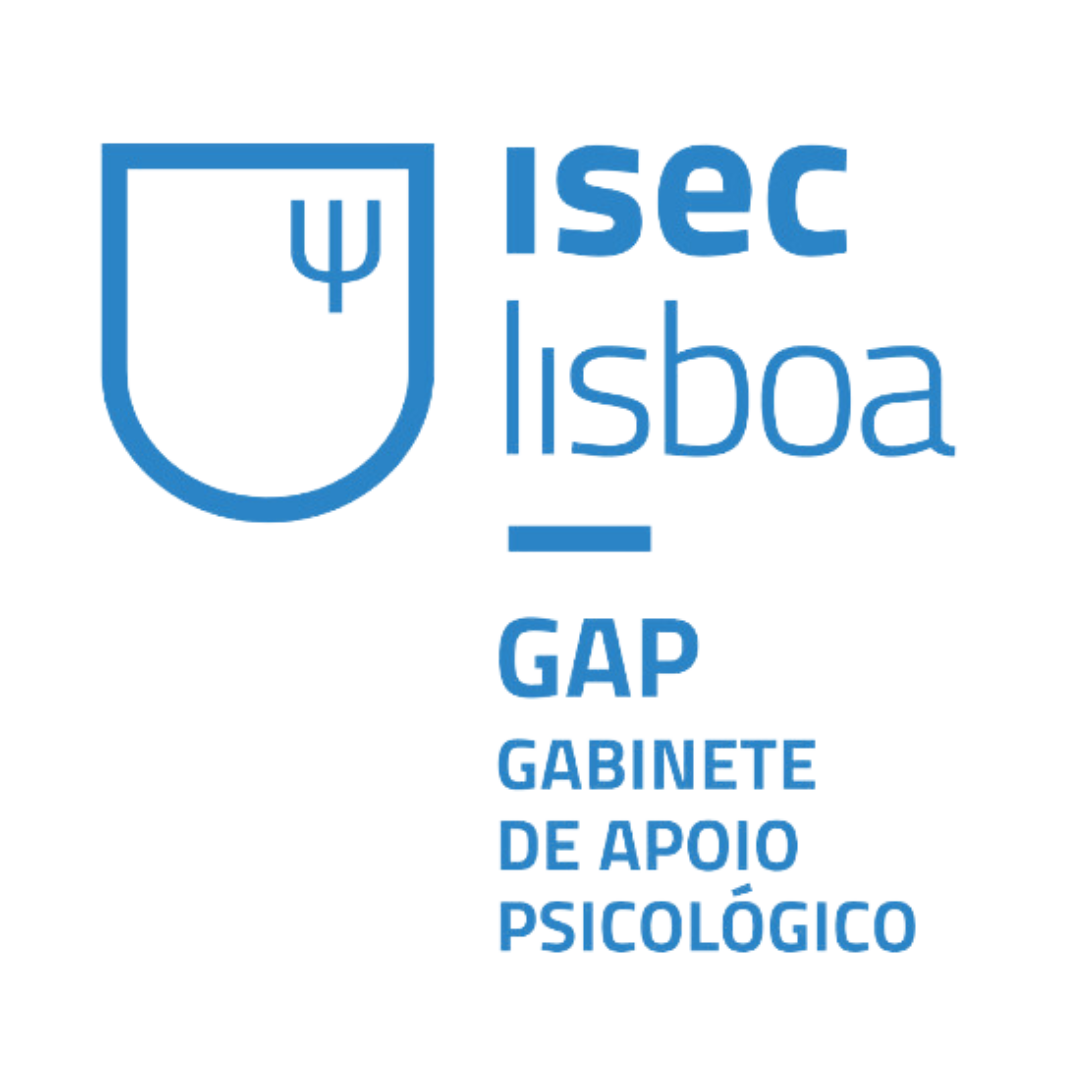 Ψ
isec
lisboa
GAP
GABINETE
DE APOIO
PSICOLÓGICO